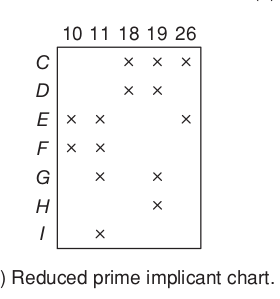 10 11 18 19 26
C × × ×
D × ×
E × × ×
F × ×
G × ×
H ×
I ×
) Reduced prime implicant chart.